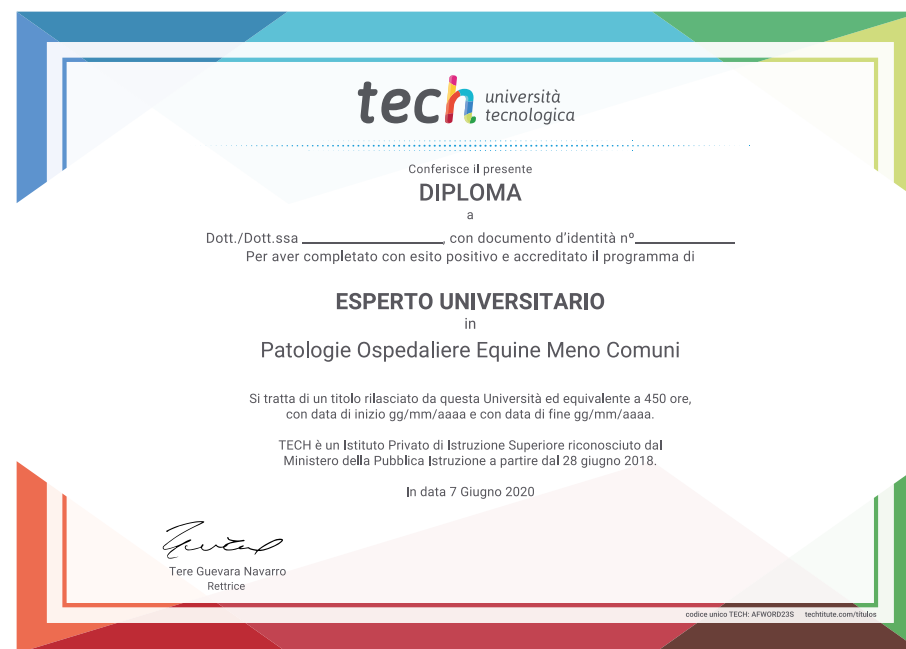 tech università
tecnologica
Conferisce il presente
DIPLOMA
a
Dott./Dott.ssa ____________________, con documento d'identità nº______________
Per aver completato con esito positivo e accreditato il programma di
ESPERTO UNIVERSITARIO
in
Patologie Ospedaliere Equine Meno Comuni
Si tratta di un titolo rilasciato da questa Università ed equivalente a 450 ore,
con data di inizio gg/mm/aaaa e con data di fine gg/mm/aaaa.
TECH è un Istituto Privato di Istruzione Superiore riconosciuto dal
Ministero della Pubblica Istruzione a partire dal 28 giugno 2018.
In data 7 Giugno 2020
Tere Guevara Navarro
Rettrice
codice unico TECH: AFWORD23S techtitute.com/titulos